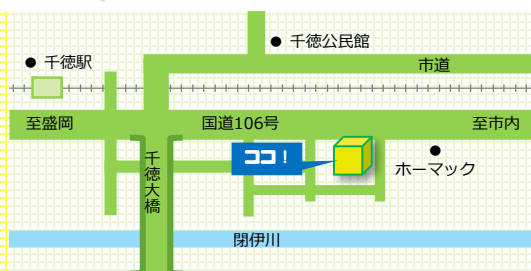 千徳公民館
千徳駅
市道
至盛岡
国道106号
至市内
ココ！
ホーマック
千徳大橋
閉伊川